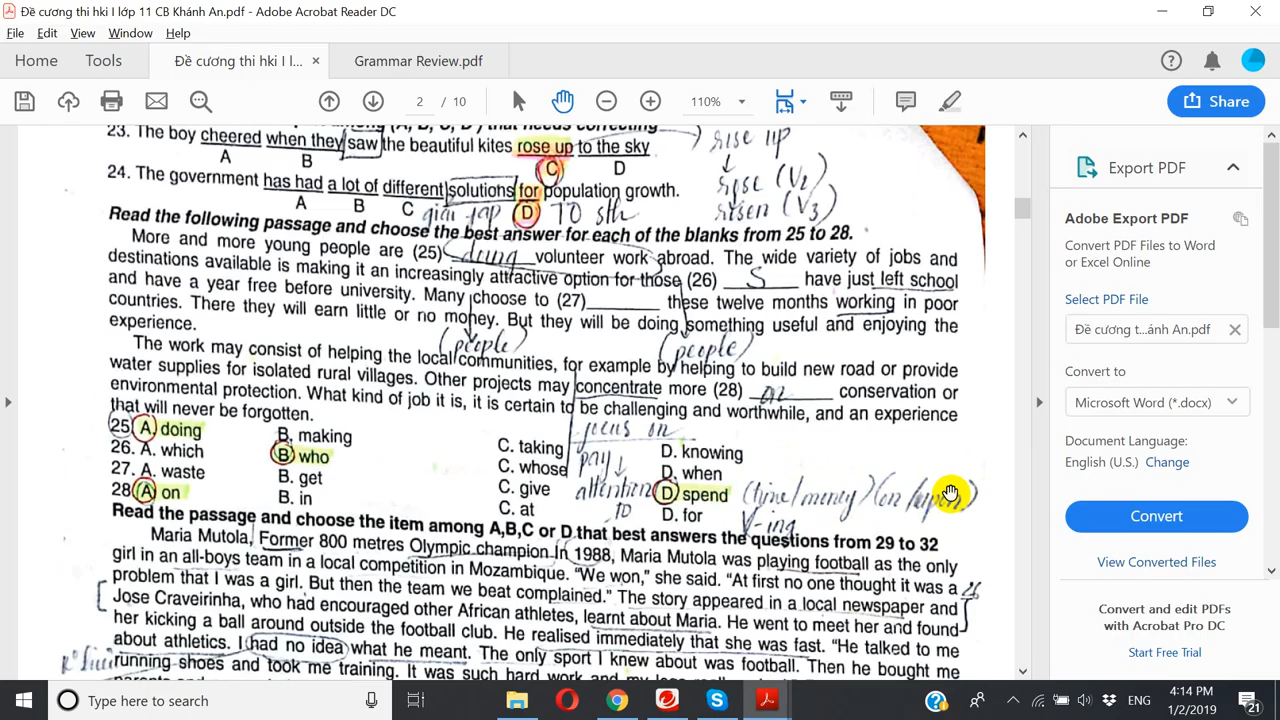 Đề cương thi hki I lớp 11 CB Khánh An.pdf - Adobe Acrobat Reader DC
File Edit View Window Help
Home Tools Đề cương thi hki I l... × Grammar Review.pdf
2 / 10 110% Share
23. The boy cheered when they saw the beautiful kites rose up to the sky
A B C D
rise up
24. The government has had a lot of different solutions for population growth.
A B C D
rose (V2)
risen (V3)
giải pháp TO sth
Read the following passage and choose the best answer for each of the blanks from 25 to 28.
More and more young people are (25) doing volunteer work abroad. The wide variety of jobs and
destinations available is making it an increasingly attractive option for those (26) S have just left school
and have a year free before university. Many choose to (27)________ these twelve months working in poor
countries. There they will earn little or no money. But they will be doing something useful and enjoying the
experience.
(people) (people)
The work may consist of helping the local communities, for example by helping to build new road or provide
water supplies for isolated rural villages. Other projects may concentrate more (28) on conservation or
environmental protection. What kind of job it is, it is certain to be challenging and worthwhile, and an experience
that will never be forgotten.
focus on
pay
attention
TO
25. A. doing B. making C. taking D. knowing
26. A. which B. who C. whose D. when
27. A. waste B. get C. give D. spend (time/money) (on
V-ing
28. A. on B. in C. at D. for
Read the passage and choose the item among A,B,C or D that best answers the questions from 29 to 32
Maria Mutola, Former 800 metres Olympic champion In 1988, Maria Mutola was playing football as the only
girl in an all-boys team in a local competition in Mozambique. “We won,” she said. “At first no one thought it was a
problem that I was a girl. But then the team we beat complained.” The story appeared in a local newspaper and
Jose Craveirinha, who had encouraged other African athletes, learnt about Maria. He went to meet her and found
her kicking a ball around outside the football club. He realised immediately that she was fast. “He talked to me
about athletics. I had no idea what he meant. The only sport I knew about was football. Then he bought me
running shoes and took me training. It was such hard work and my legs really
Export PDF
Adobe Export PDF
Convert PDF Files to Word
or Excel Online
Select PDF File
Đề cương t...ánh An.pdf ×
Convert to
Microsoft Word (*.docx)
Document Language:
English (U.S.) Change
Convert
View Converted Files
Convert and edit PDFs
with Acrobat Pro DC
Start Free Trial
Type here to search
ENG
4:14 PM
1/2/2019
21